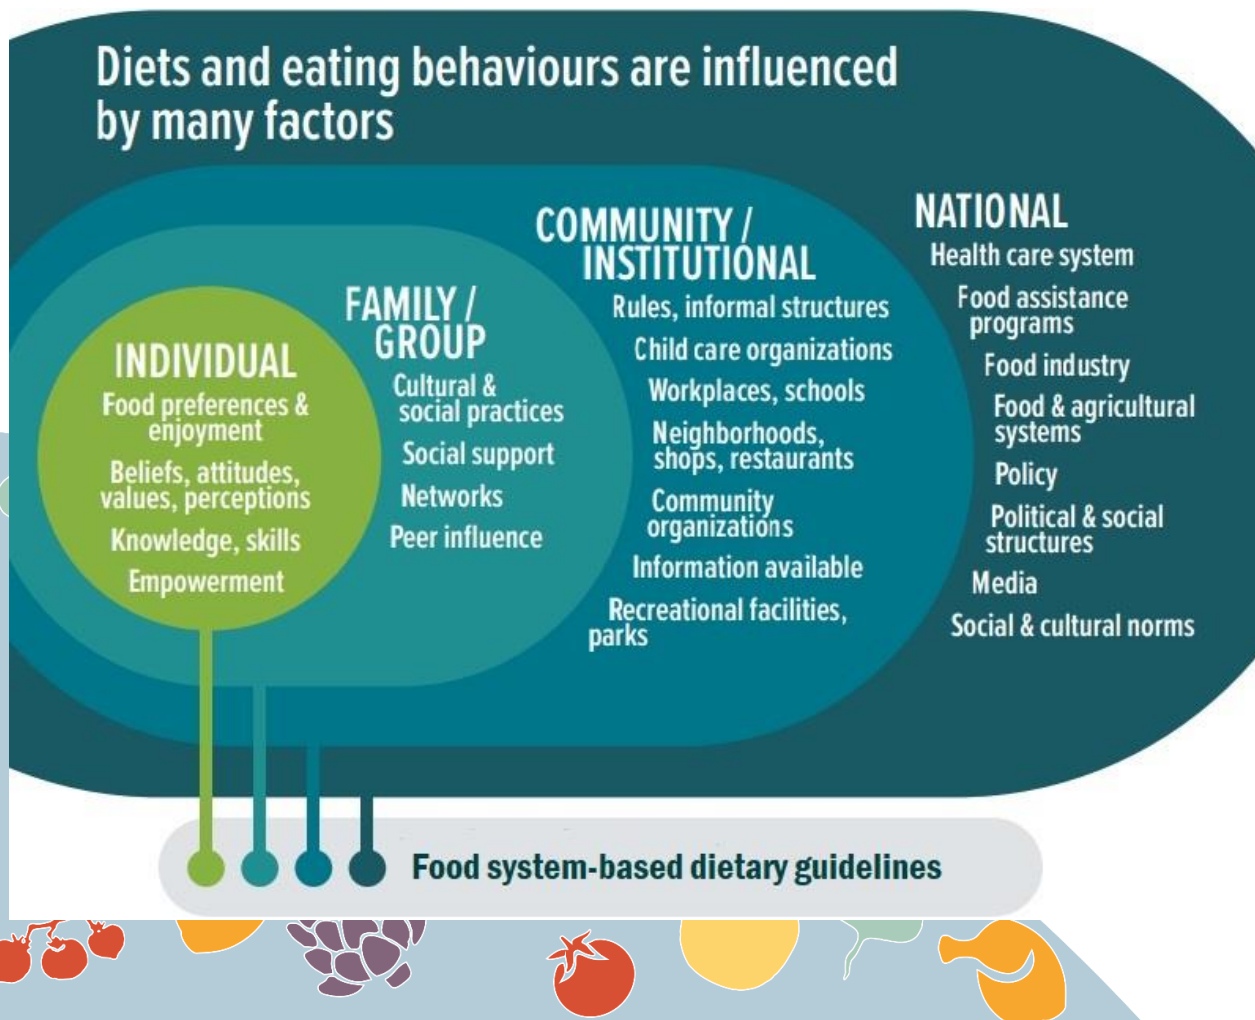 Diets and eating behaviours are influenced
by many factors
INDIVIDUAL
Food preferences &
enjoyment
Beliefs, attitudes,
values, perceptions
Knowledge, skills
Empowerment
FAMILY /
GROUP
Cultural &
social practices
Social support
Networks
Peer influence
COMMUNITY /
INSTITUTIONAL
Rules, informal structures
Child care organizations
Workplaces, schools
Neighborhoods,
shops, restaurants
Community
organizations
Information available
Recreational facilities,
parks
NATIONAL
Health care system
Food assistance
programs
Food industry
Food & agricultural
systems
Policy
Political & social
structures
Media
Social & cultural norms
Food system-based dietary guidelines